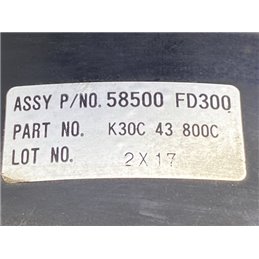 ASSY P/NO. 58500 FD300
PART NO. K30C 43 800C
LOT NO. 2X17